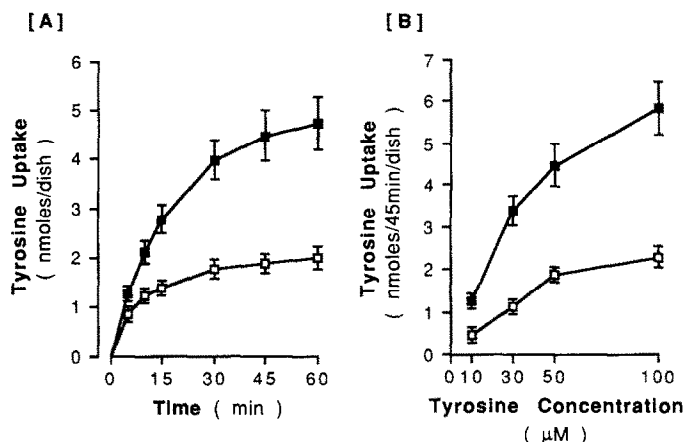 [A]
Tyrosine Uptake
( nmoles/dish)
6
5
4
3
2
1
0
0 15 30 45 60
Time ( min )
[B]
Tyrosine Uptake
( nmoles/45min/dish)
7
6
5
4
3
2
1
0
0 10 30 50 100
Tyrosine Concentration
( μM )